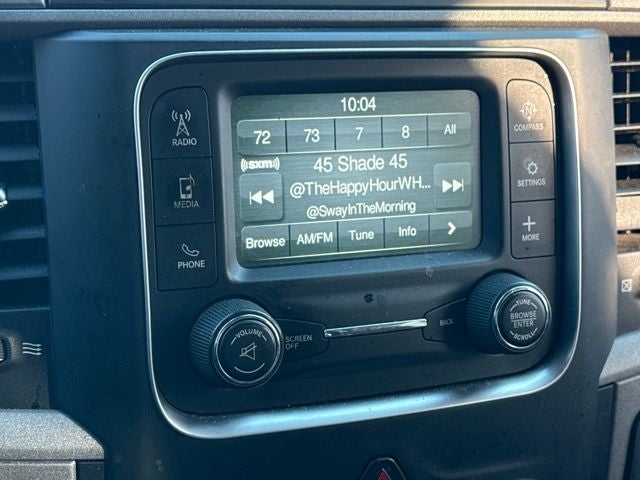 10:04
72 73 7 8 All
((sxm))
45 Shade 45
@TheHappyHourWH...
@SwayInTheMorning
Browse AM/FM Tune Info
RADIO
MEDIA
PHONE
N
COMPASS
SETTINGS
MORE
VOLUME
SCREEN
OFF
BACK
TUNE
BROWSE
ENTER
SCROLL